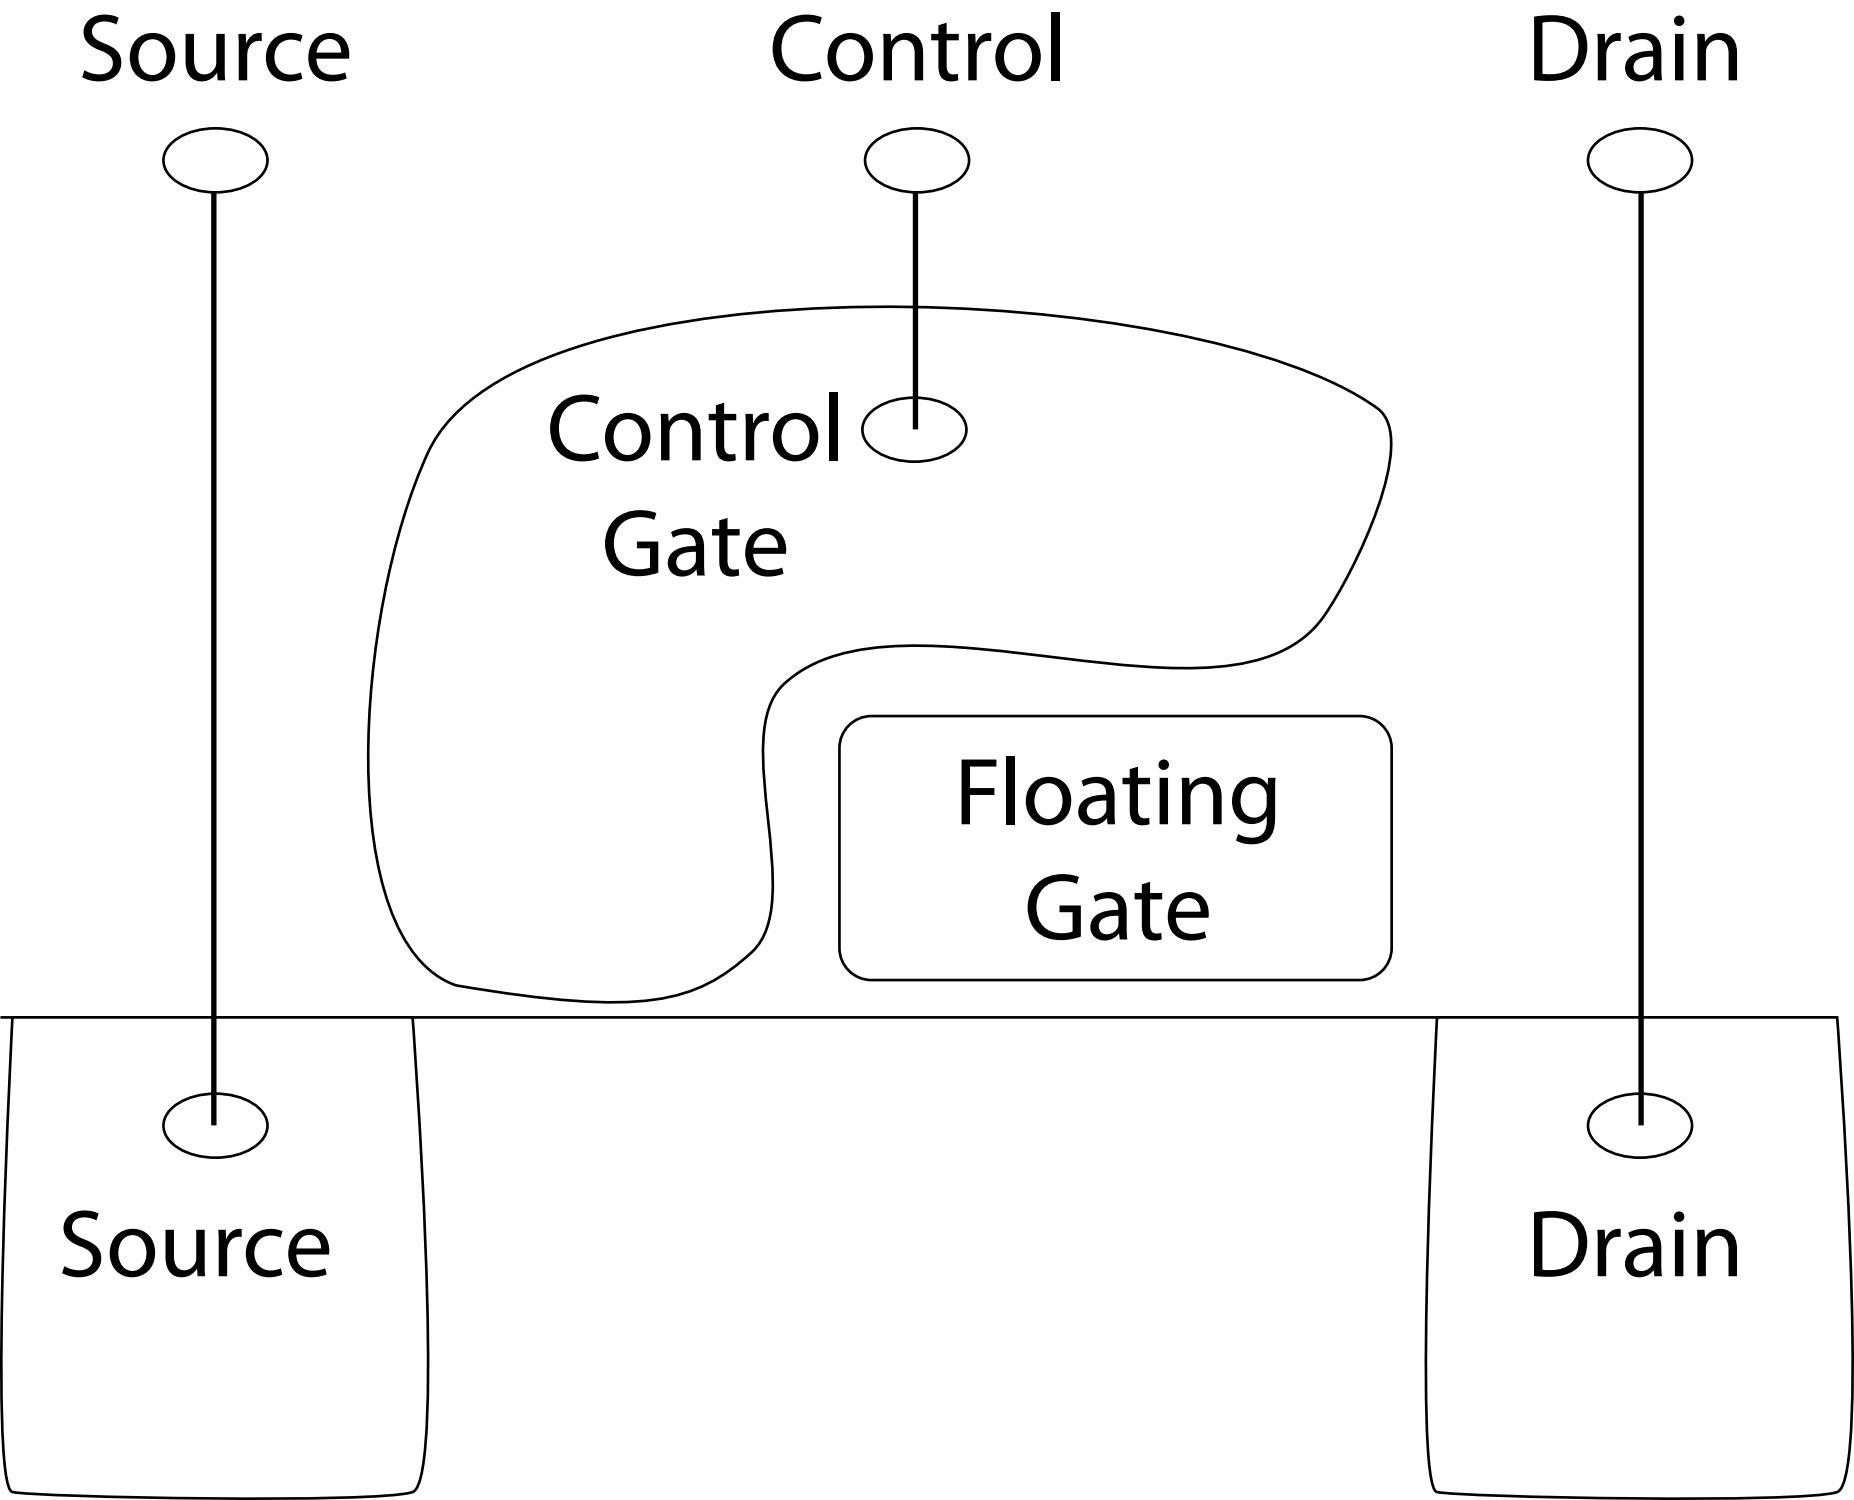 Source
Control
Drain
Control
Gate
Floating
Gate
Source
Drain